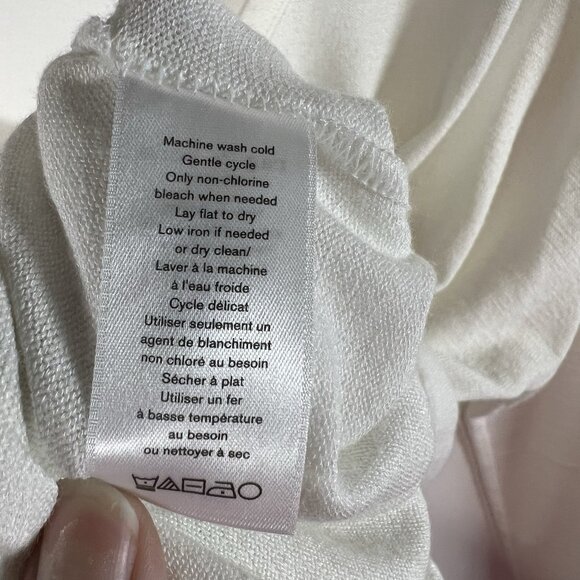 Machine wash cold
Gentle cycle
Only non-chlorine
bleach when needed
Lay flat to dry
Low iron if needed
or dry clean/
Laver à la machine
à l'eau froide
Cycle délicat
Utiliser seulement un
agent de blanchiment
non chloré au besoin
Sécher à plat
Utiliser un fer
à basse température
au besoin
ou nettoyer à sec